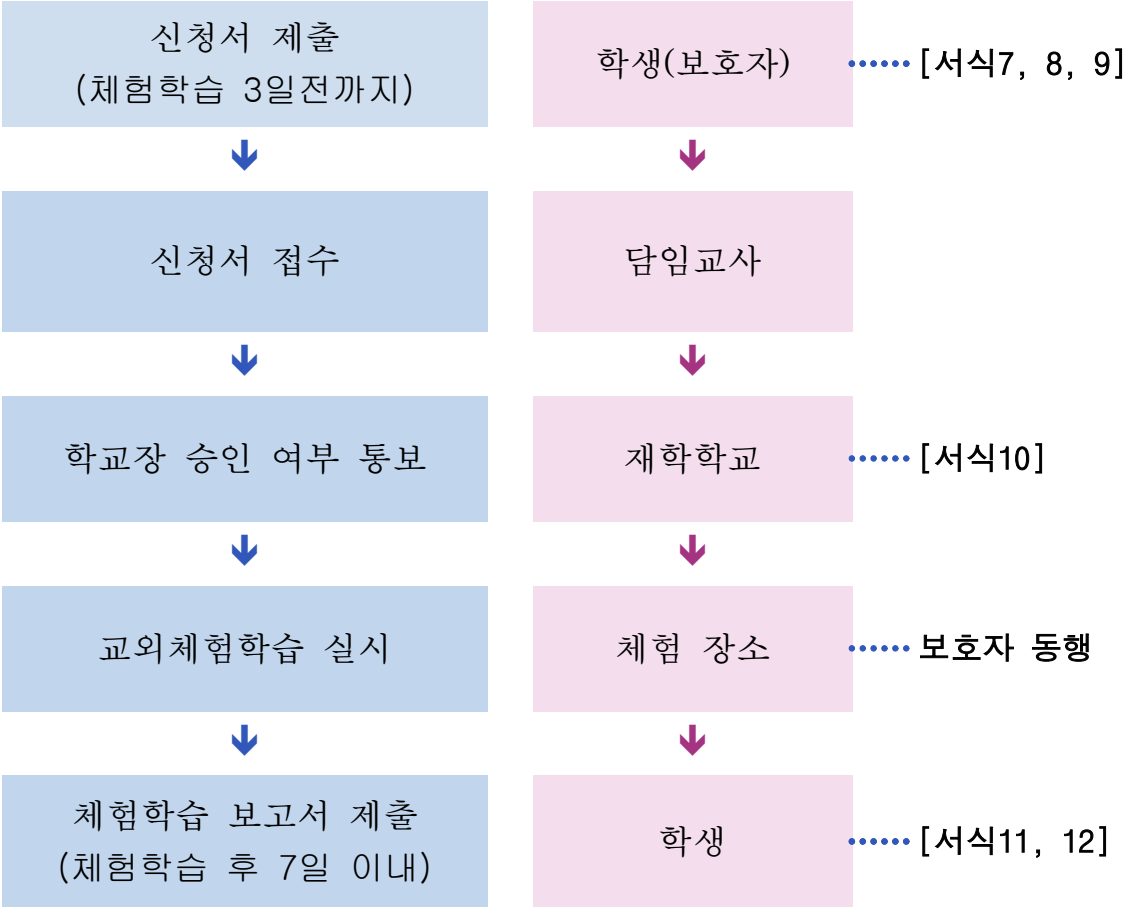 신청서 제출
(체험학습 3일전까지)
학생(보호자)
[서식7, 8, 9]
신청서 접수
담임교사
학교장 승인 여부 통보
재학학교
[서식10]
교외체험학습 실시
체험 장소
보호자 동행
체험학습 보고서 제출
(체험학습 후 7일 이내)
학생
[서식11, 12]